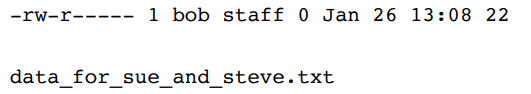 -rw-r----- 1 bob staff 0 Jan 26 13:08 22
data_for_sue_and_steve.txt